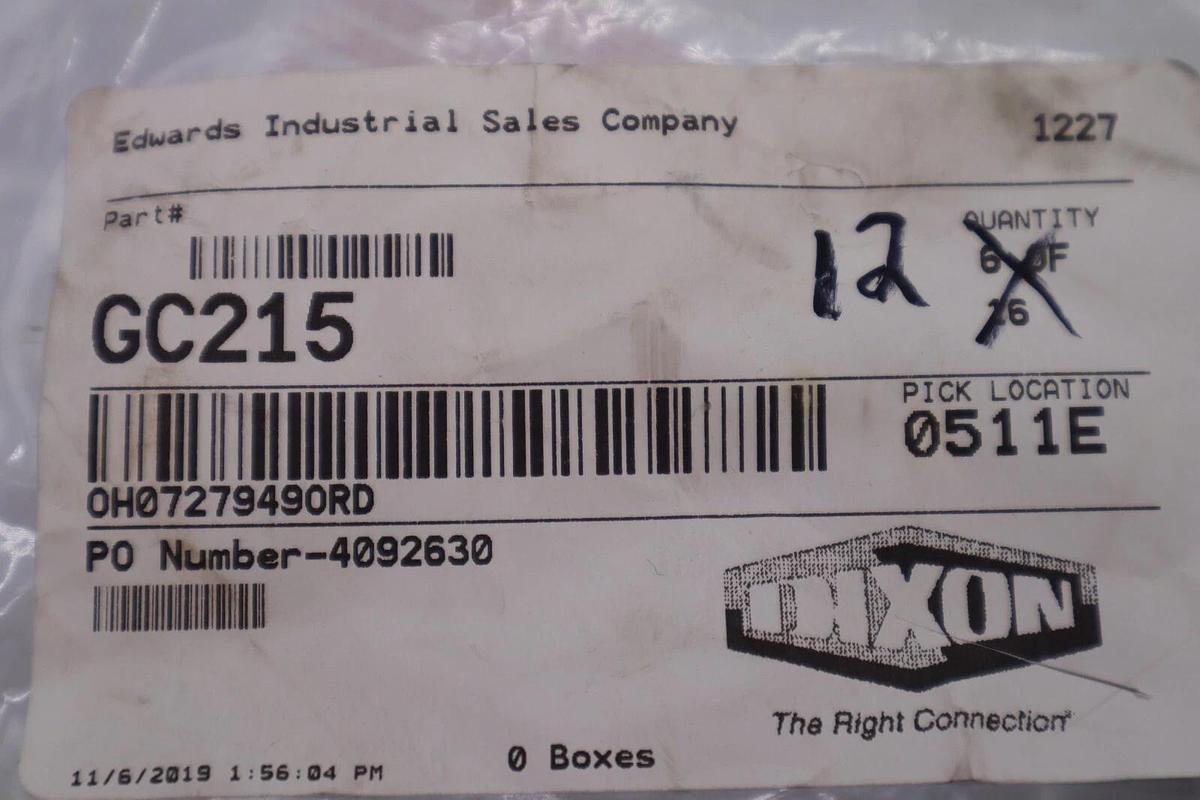 Edwards Industrial Sales Company 1227
Part#
QUANTITY
12 6 OF
16
GC215
PICK LOCATION
0511E
OH07279490RD
PO Number-4092630
DIXON
The Right Connection®
0 Boxes
11/6/2019 1:56:04 PM